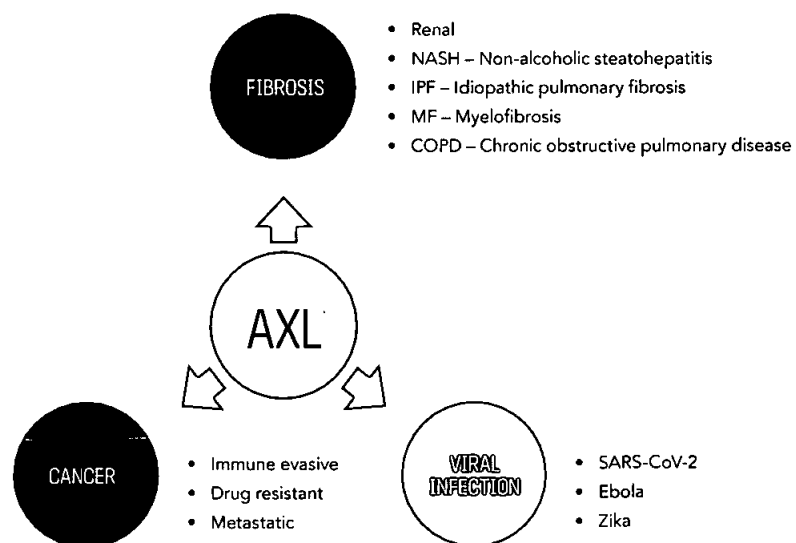 FIBROSIS
• Renal
• NASH – Non-alcoholic steatohepatitis
• IPF – Idiopathic pulmonary fibrosis
• MF – Myelofibrosis
• COPD – Chronic obstructive pulmonary disease
AXL
CANCER
• Immune evasive
• Drug resistant
• Metastatic
VIRAL
INFECTION
• SARS-CoV-2
• Ebola
• Zika